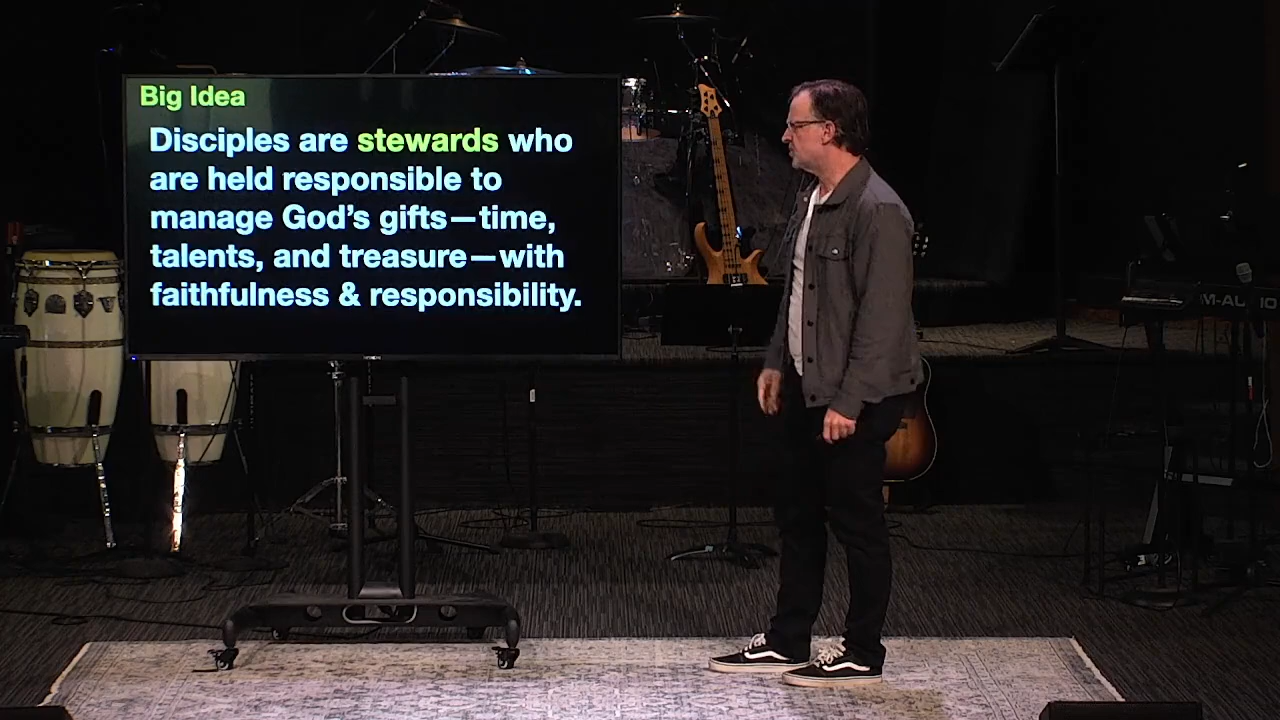 Big Idea
Disciples are stewards who
are held responsible to
manage God's gifts—time,
talents, and treasure—with
faithfulness & responsibility.
M-AUDIO